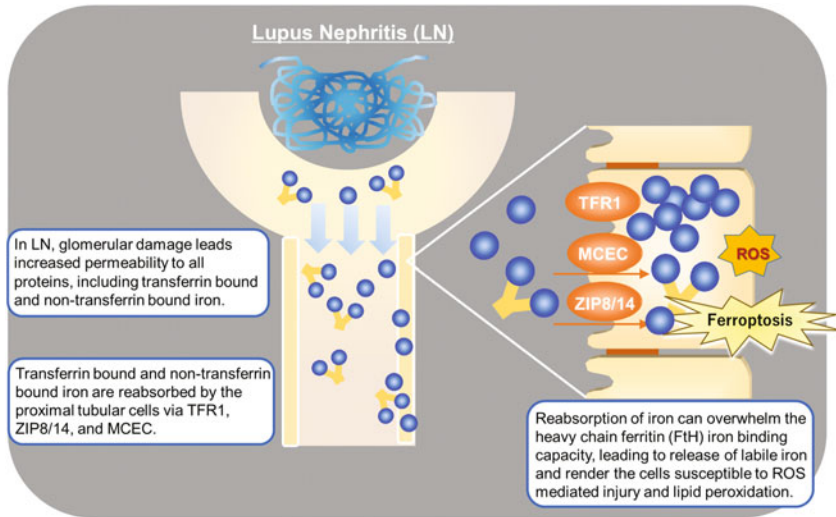 Lupus Nephritis (LN)
In LN, glomerular damage leads
increased permeability to all
proteins, including transferrin bound
and non-transferrin bound iron.
Transferrin bound and non-transferrin
bound iron are reabsorbed by the
proximal tubular cells via TFR1,
ZIP8/14, and MCEC.
TFR1
MCEC
ZIP8/14
ROS
Ferroptosis
Reabsorption of iron can overwhelm the
heavy chain ferritin (FtH) iron binding
capacity, leading to release of labile iron
and render the cells susceptible to ROS
mediated injury and lipid peroxidation.